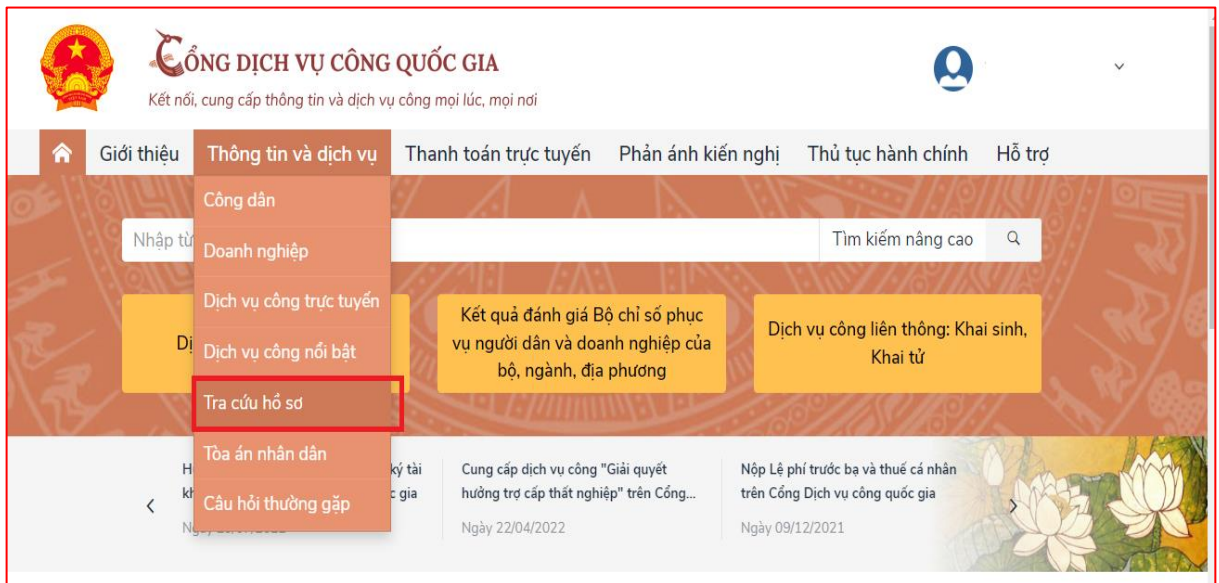 CỔNG DỊCH VỤ CÔNG QUỐC GIA
Kết nối, cung cấp thông tin và dịch vụ công mọi lúc, mọi nơi
Giới thiệu Thông tin và dịch vụ Thanh toán trực tuyến Phản ánh kiến nghị Thủ tục hành chính Hỗ trợ
Công dân
Nhập từ Tìm kiếm nâng cao
Doanh nghiệp
Dịch vụ công trực tuyến
Dịch vụ công nổi bật
Tra cứu hồ sơ
Tòa án nhân dân
Câu hỏi thường gặp
Kết quả đánh giá Bộ chỉ số phục
vụ người dân và doanh nghiệp của
bộ, ngành, địa phương
Dịch vụ công liên thông: Khai sinh,
Khai tử
ký tài
gia
Cung cấp dịch vụ công "Giải quyết
hưởng trợ cấp thất nghiệp" trên Cổng...
Ngày 22/04/2022
Nộp Lệ phí trước bạ và thuế cá nhân
trên Cổng Dịch vụ công quốc gia
Ngày 09/12/2021